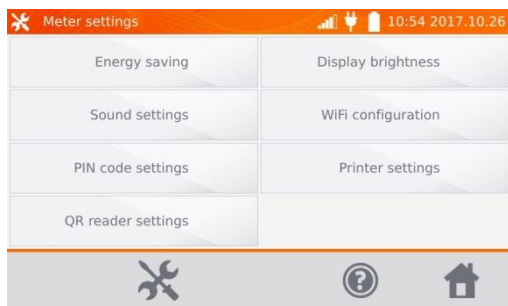 Meter settings 10:54 2017.10.26
Energy saving Display brightness
Sound settings WiFi configuration
PIN code settings Printer settings
QR reader settings
?